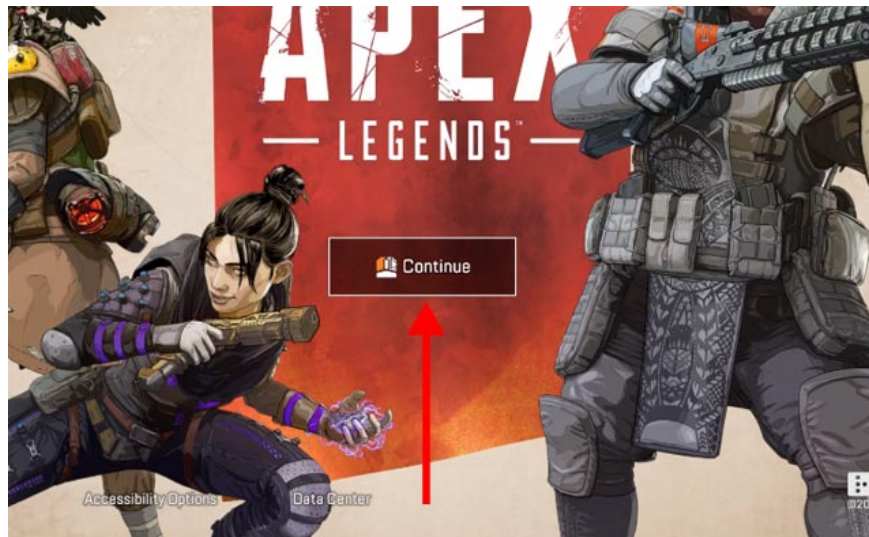 APEX
LEGENDS™
Continue
Accessibility Options
Data Center